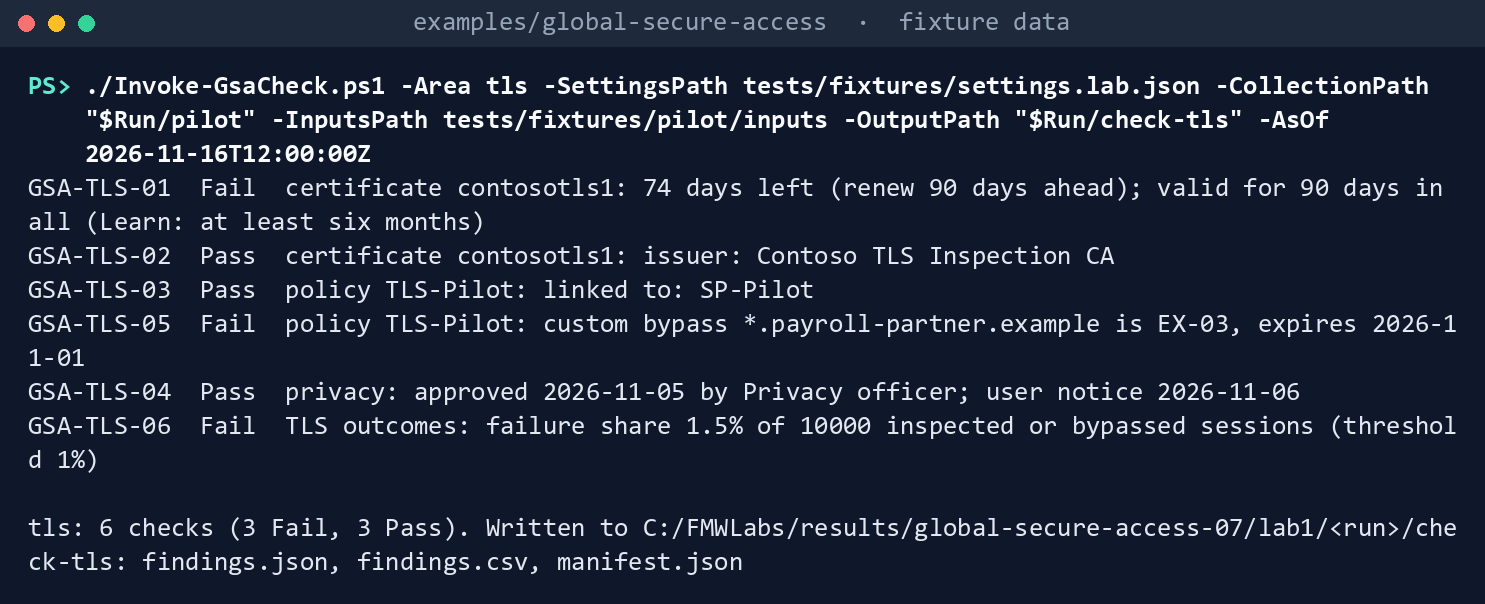 examples/global-secure-access · fixture data
PS> ./Invoke-GsaCheck.ps1 -Area tls -SettingsPath tests/fixtures/settings.lab.json -CollectionPath
"$Run/pilot" -InputsPath tests/fixtures/pilot/inputs -OutputPath "$Run/check-tls" -AsOf
2026-11-16T12:00:00Z
GSA-TLS-01  Fail  certificate contosotls1: 74 days left (renew 90 days ahead); valid for 90 days in
all (Learn: at least six months)
GSA-TLS-02  Pass  certificate contosotls1: issuer: Contoso TLS Inspection CA
GSA-TLS-03  Pass  policy TLS-Pilot: linked to: SP-Pilot
GSA-TLS-05  Fail  policy TLS-Pilot: custom bypass *.payroll-partner.example is EX-03, expires 2026-1
1-01
GSA-TLS-04  Pass  privacy: approved 2026-11-05 by Privacy officer; user notice 2026-11-06
GSA-TLS-06  Fail  TLS outcomes: failure share 1.5% of 10000 inspected or bypassed sessions (threshol
d 1%)
tls: 6 checks (3 Fail, 3 Pass). Written to C:/FMWLabs/results/global-secure-access-07/lab1/<run>/che
ck-tls: findings.json, findings.csv, manifest.json